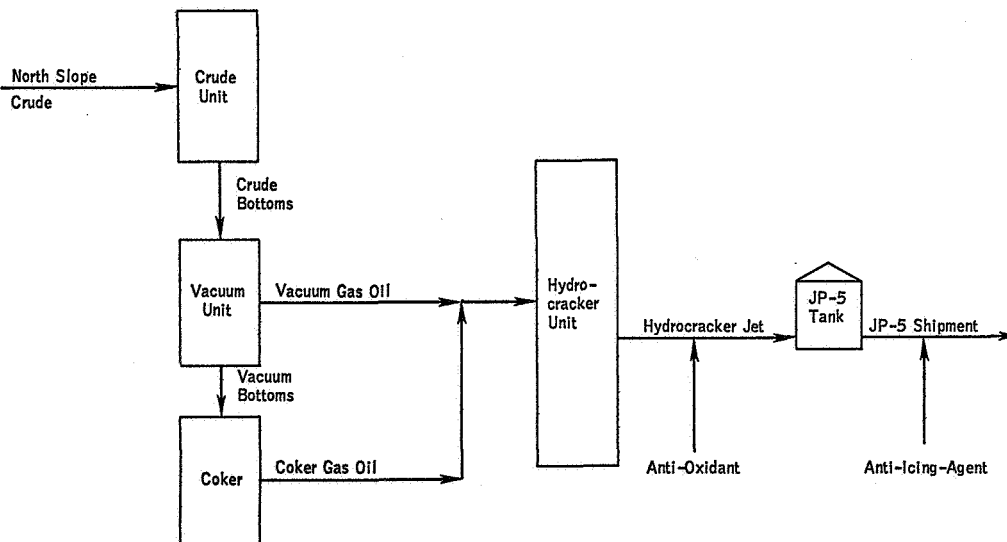 North Slope
Crude
Crude
Unit
Crude
Bottoms
Vacuum
Unit
Vacuum Gas Oil
Vacuum
Bottoms
Coker
Coker Gas Oil
Hydro-
cracker
Unit
Hydrocracker Jet
Anti-Oxidant
JP-5
Tank
JP-5 Shipment
Anti-Icing-Agent